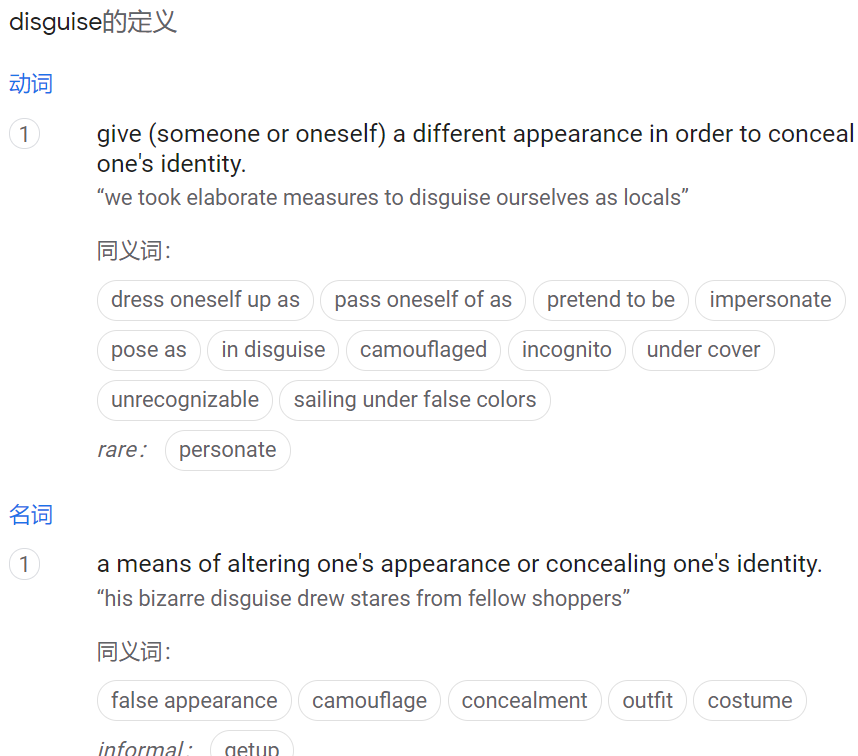 disguise的定义
动词
1 give (someone or oneself) a different appearance in order to conceal
one's identity.
“we took elaborate measures to disguise ourselves as locals”
同义词：
dress oneself up as pass oneself of as pretend to be impersonate
pose as in disguise camouflaged incognito under cover
unrecognizable sailing under false colors
rare： personate
名词
1 a means of altering one's appearance or concealing one's identity.
“his bizarre disguise drew stares from fellow shoppers”
同义词：
false appearance camouflage concealment outfit costume
informal： getup